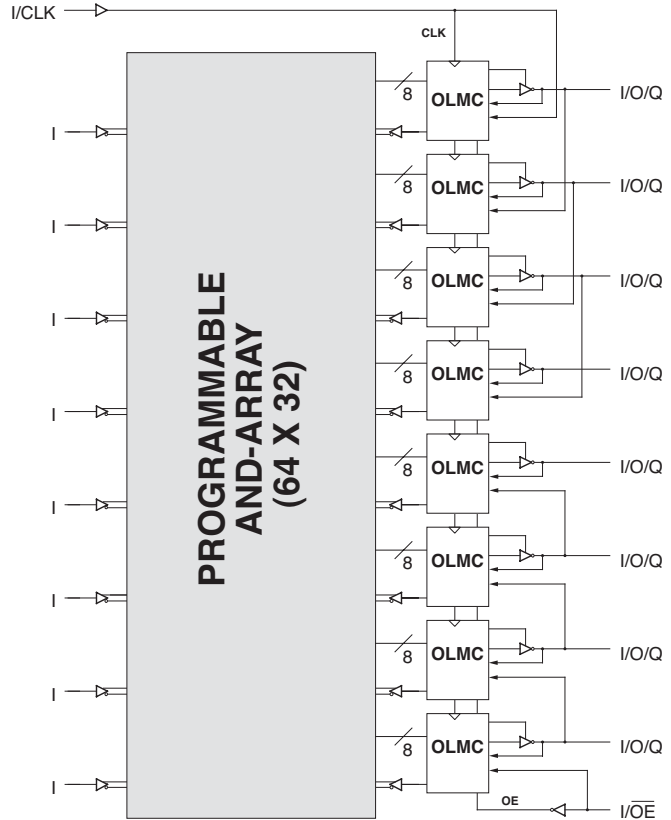 I/CLK
CLK
8
OLMC
I/O/Q
I
8
OLMC
I/O/Q
I
8
OLMC
I/O/Q
I
8
OLMC
I/O/Q
I
PROGRAMMABLE
AND-ARRAY
(64 X 32)
8
OLMC
I/O/Q
I
8
OLMC
I/O/Q
I
8
OLMC
I/O/Q
I
8
OLMC
I/O/Q
I
OE
I/O̅E̅